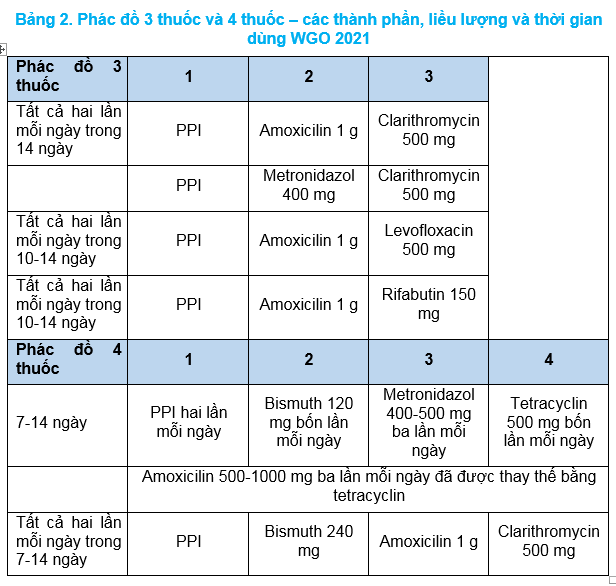 Bảng 2. Phác đồ 3 thuốc và 4 thuốc – các thành phần, liều lượng và thời gian
dùng WGO 2021
Phác đồ 3
thuốc
1
2
3
Tất cả hai lần
mỗi ngày trong
14 ngày
PPI
Amoxicilin 1 g
Clarithromycin
500 mg
PPI
Metronidazol
400 mg
Clarithromycin
500 mg
Tất cả hai lần
mỗi ngày trong
10-14 ngày
PPI
Amoxicilin 1 g
Levofloxacin
500 mg
Tất cả hai lần
mỗi ngày trong
10-14 ngày
PPI
Amoxicilin 1 g
Rifabutin 150
mg
Phác đồ 4
thuốc
1
2
3
4
7-14 ngày
PPI hai lần
mỗi ngày
Bismuth 120
mg bốn lần
mỗi ngày
Metronidazol
400-500 mg
ba lần mỗi
ngày
Tetracyclin
500 mg bốn
lần mỗi ngày
Amoxicilin 500-1000 mg ba lần mỗi ngày đã được thay thế bằng
tetracyclin
Tất cả hai lần
mỗi ngày trong
7-14 ngày
PPI
Bismuth 240
mg
Amoxicilin 1 g
Clarithromycin
500 mg